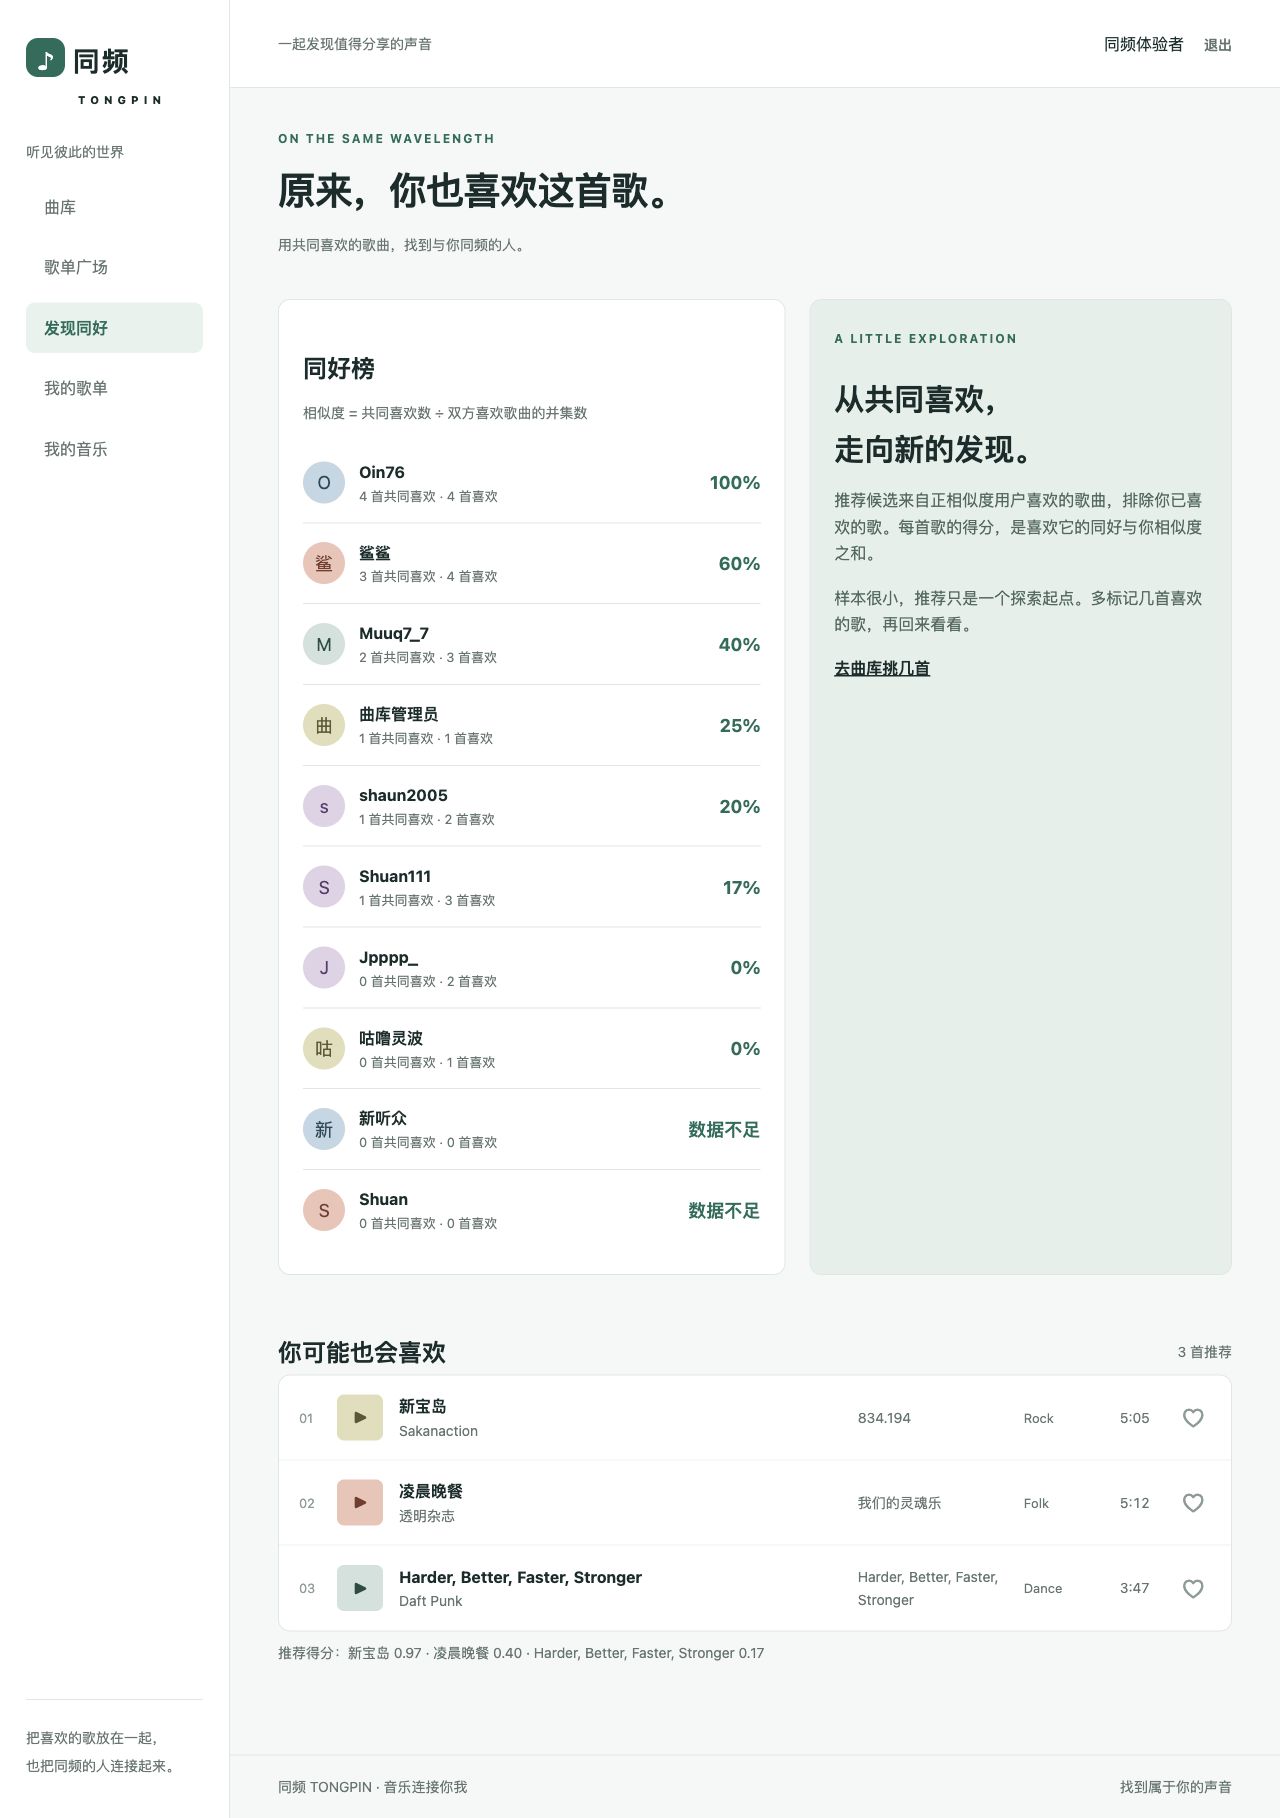 同频
TONGPIN
听见彼此的世界
曲库
歌单广场
发现同好
我的歌单
我的音乐
把喜欢的歌放在一起，
也把同频的人连接起来。
一起发现值得分享的声音
同频体验者 退出
ON THE SAME WAVELENGTH
原来，你也喜欢这首歌。
用共同喜欢的歌曲，找到与你同频的人。
同好榜
相似度 = 共同喜欢数 ÷ 双方喜欢歌曲的并集数
O Oin76 100%
4 首共同喜欢 · 4 首喜欢
鲨 鲨鲨 60%
3 首共同喜欢 · 4 首喜欢
M Muuq7_7 40%
2 首共同喜欢 · 3 首喜欢
曲 曲库管理员 25%
1 首共同喜欢 · 1 首喜欢
s shaun2005 20%
1 首共同喜欢 · 2 首喜欢
S Shuan111 17%
1 首共同喜欢 · 3 首喜欢
J Jpppp_ 0%
0 首共同喜欢 · 2 首喜欢
咕 咕噜灵波 0%
0 首共同喜欢 · 1 首喜欢
新 新听众 数据不足
0 首共同喜欢 · 0 首喜欢
S Shuan 数据不足
0 首共同喜欢 · 0 首喜欢
A LITTLE EXPLORATION
从共同喜欢，
走向新的发现。
推荐候选来自正相似度用户喜欢的歌曲，排除你已喜
欢的歌。每首歌的得分，是喜欢它的同好与你相似度
之和。
样本很小，推荐只是一个探索起点。多标记几首喜欢
的歌，再回来看看。
去曲库挑几首
你可能也会喜欢 3 首推荐
01 新宝岛 834.194 Rock 5:05
Sakanaction
02 凌晨晚餐 我们的灵魂乐 Folk 5:12
透明杂志
03 Harder, Better, Faster, Stronger Harder, Better, Faster, Dance 3:47
Daft Punk Stronger
推荐得分：新宝岛 0.97 · 凌晨晚餐 0.40 · Harder, Better, Faster, Stronger 0.17
同频 TONGPIN · 音乐连接你我 找到属于你的声音